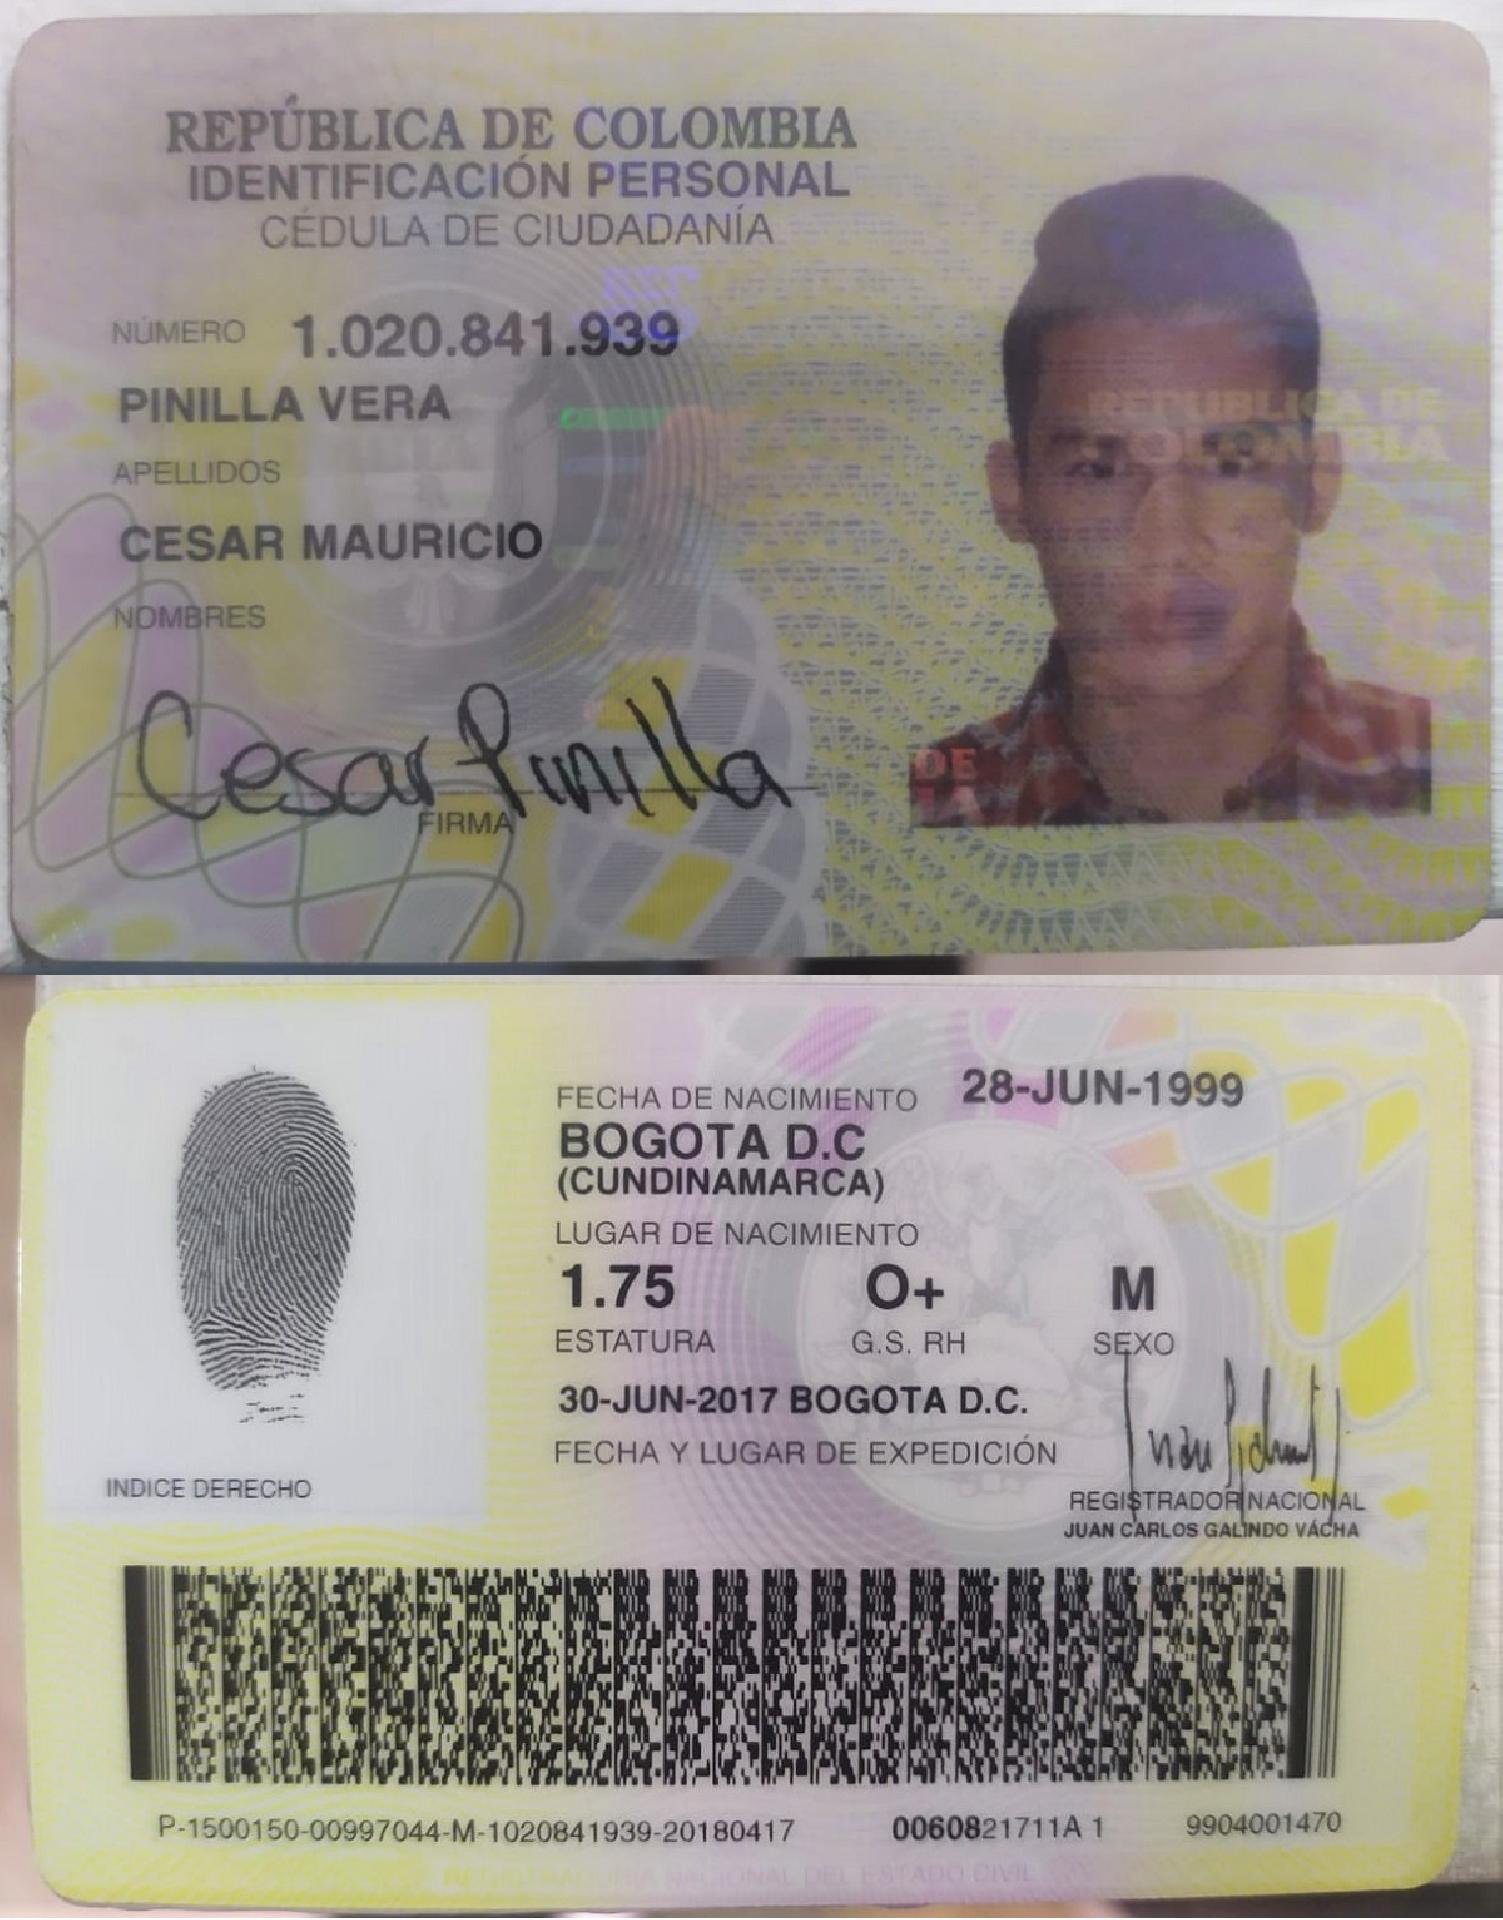 REPÚBLICA DE COLOMBIA
IDENTIFICACIÓN PERSONAL
CÉDULA DE CIUDADANÍA
NÚMERO 1.020.841.939
PINILLA VERA
APELLIDOS
CESAR MAURICIO
NOMBRES
Cesar Pinilla
FIRMA
REPUBLICA DE
COLOMBIA
DE
IA
FECHA DE NACIMIENTO 28-JUN-1999
BOGOTA D.C
(CUNDINAMARCA)
LUGAR DE NACIMIENTO
1.75 O+ M
ESTATURA G.S. RH SEXO
30-JUN-2017 BOGOTA D.C.
FECHA Y LUGAR DE EXPEDICIÓN
INDICE DERECHO
REGISTRADOR NACIONAL
JUAN CARLOS GALINDO VÁCHA
P-1500150-00997044-M-1020841939-20180417 0060821711A 1 9904001470
REGISTRADURIA NACIONAL DEL ESTADO CIVIL